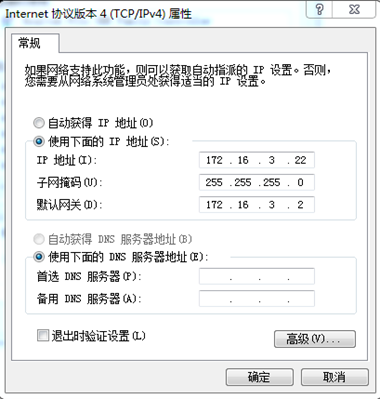 Internet 协议版本 4 (TCP/IPv4) 属性
常规
如果网络支持此功能，则可以获取自动指派的 IP 设置。否则，
您需要从网络系统管理员处获得适当的 IP 设置。
自动获得 IP 地址(O)
使用下面的 IP 地址(S):
IP 地址(I): 172 . 16 . 3 . 22
子网掩码(U): 255 .255 .255 . 0
默认网关(D): 172 . 16 . 3 . 2
自动获得 DNS 服务器地址(B)
使用下面的 DNS 服务器地址(E):
首选 DNS 服务器(P): . . .
备用 DNS 服务器(A): . . .
退出时验证设置(L)
高级(V)...
确定 取消